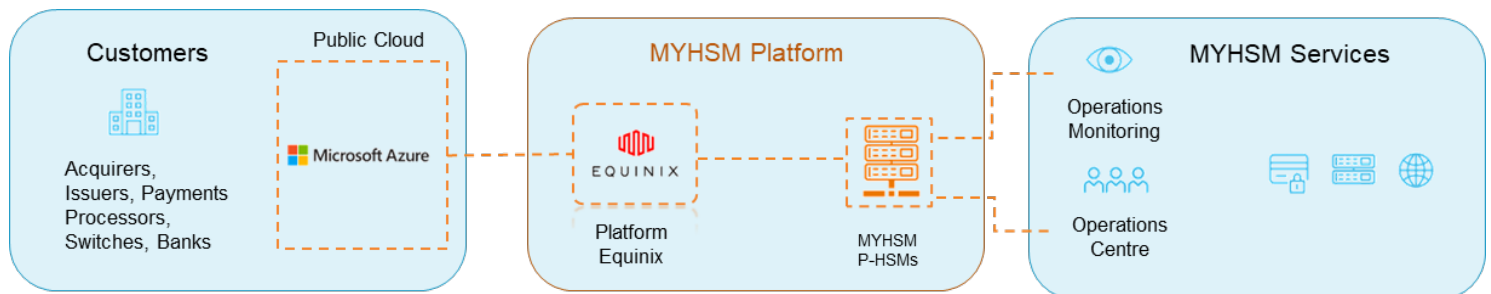 Customers
Public Cloud
Microsoft Azure
Acquirers,
Issuers, Payments
Processors,
Switches, Banks
MYHSM Platform
EQUINIX
Platform
Equinix
MYHSM
P-HSMs
MYHSM Services
Operations
Monitoring
Operations
Centre